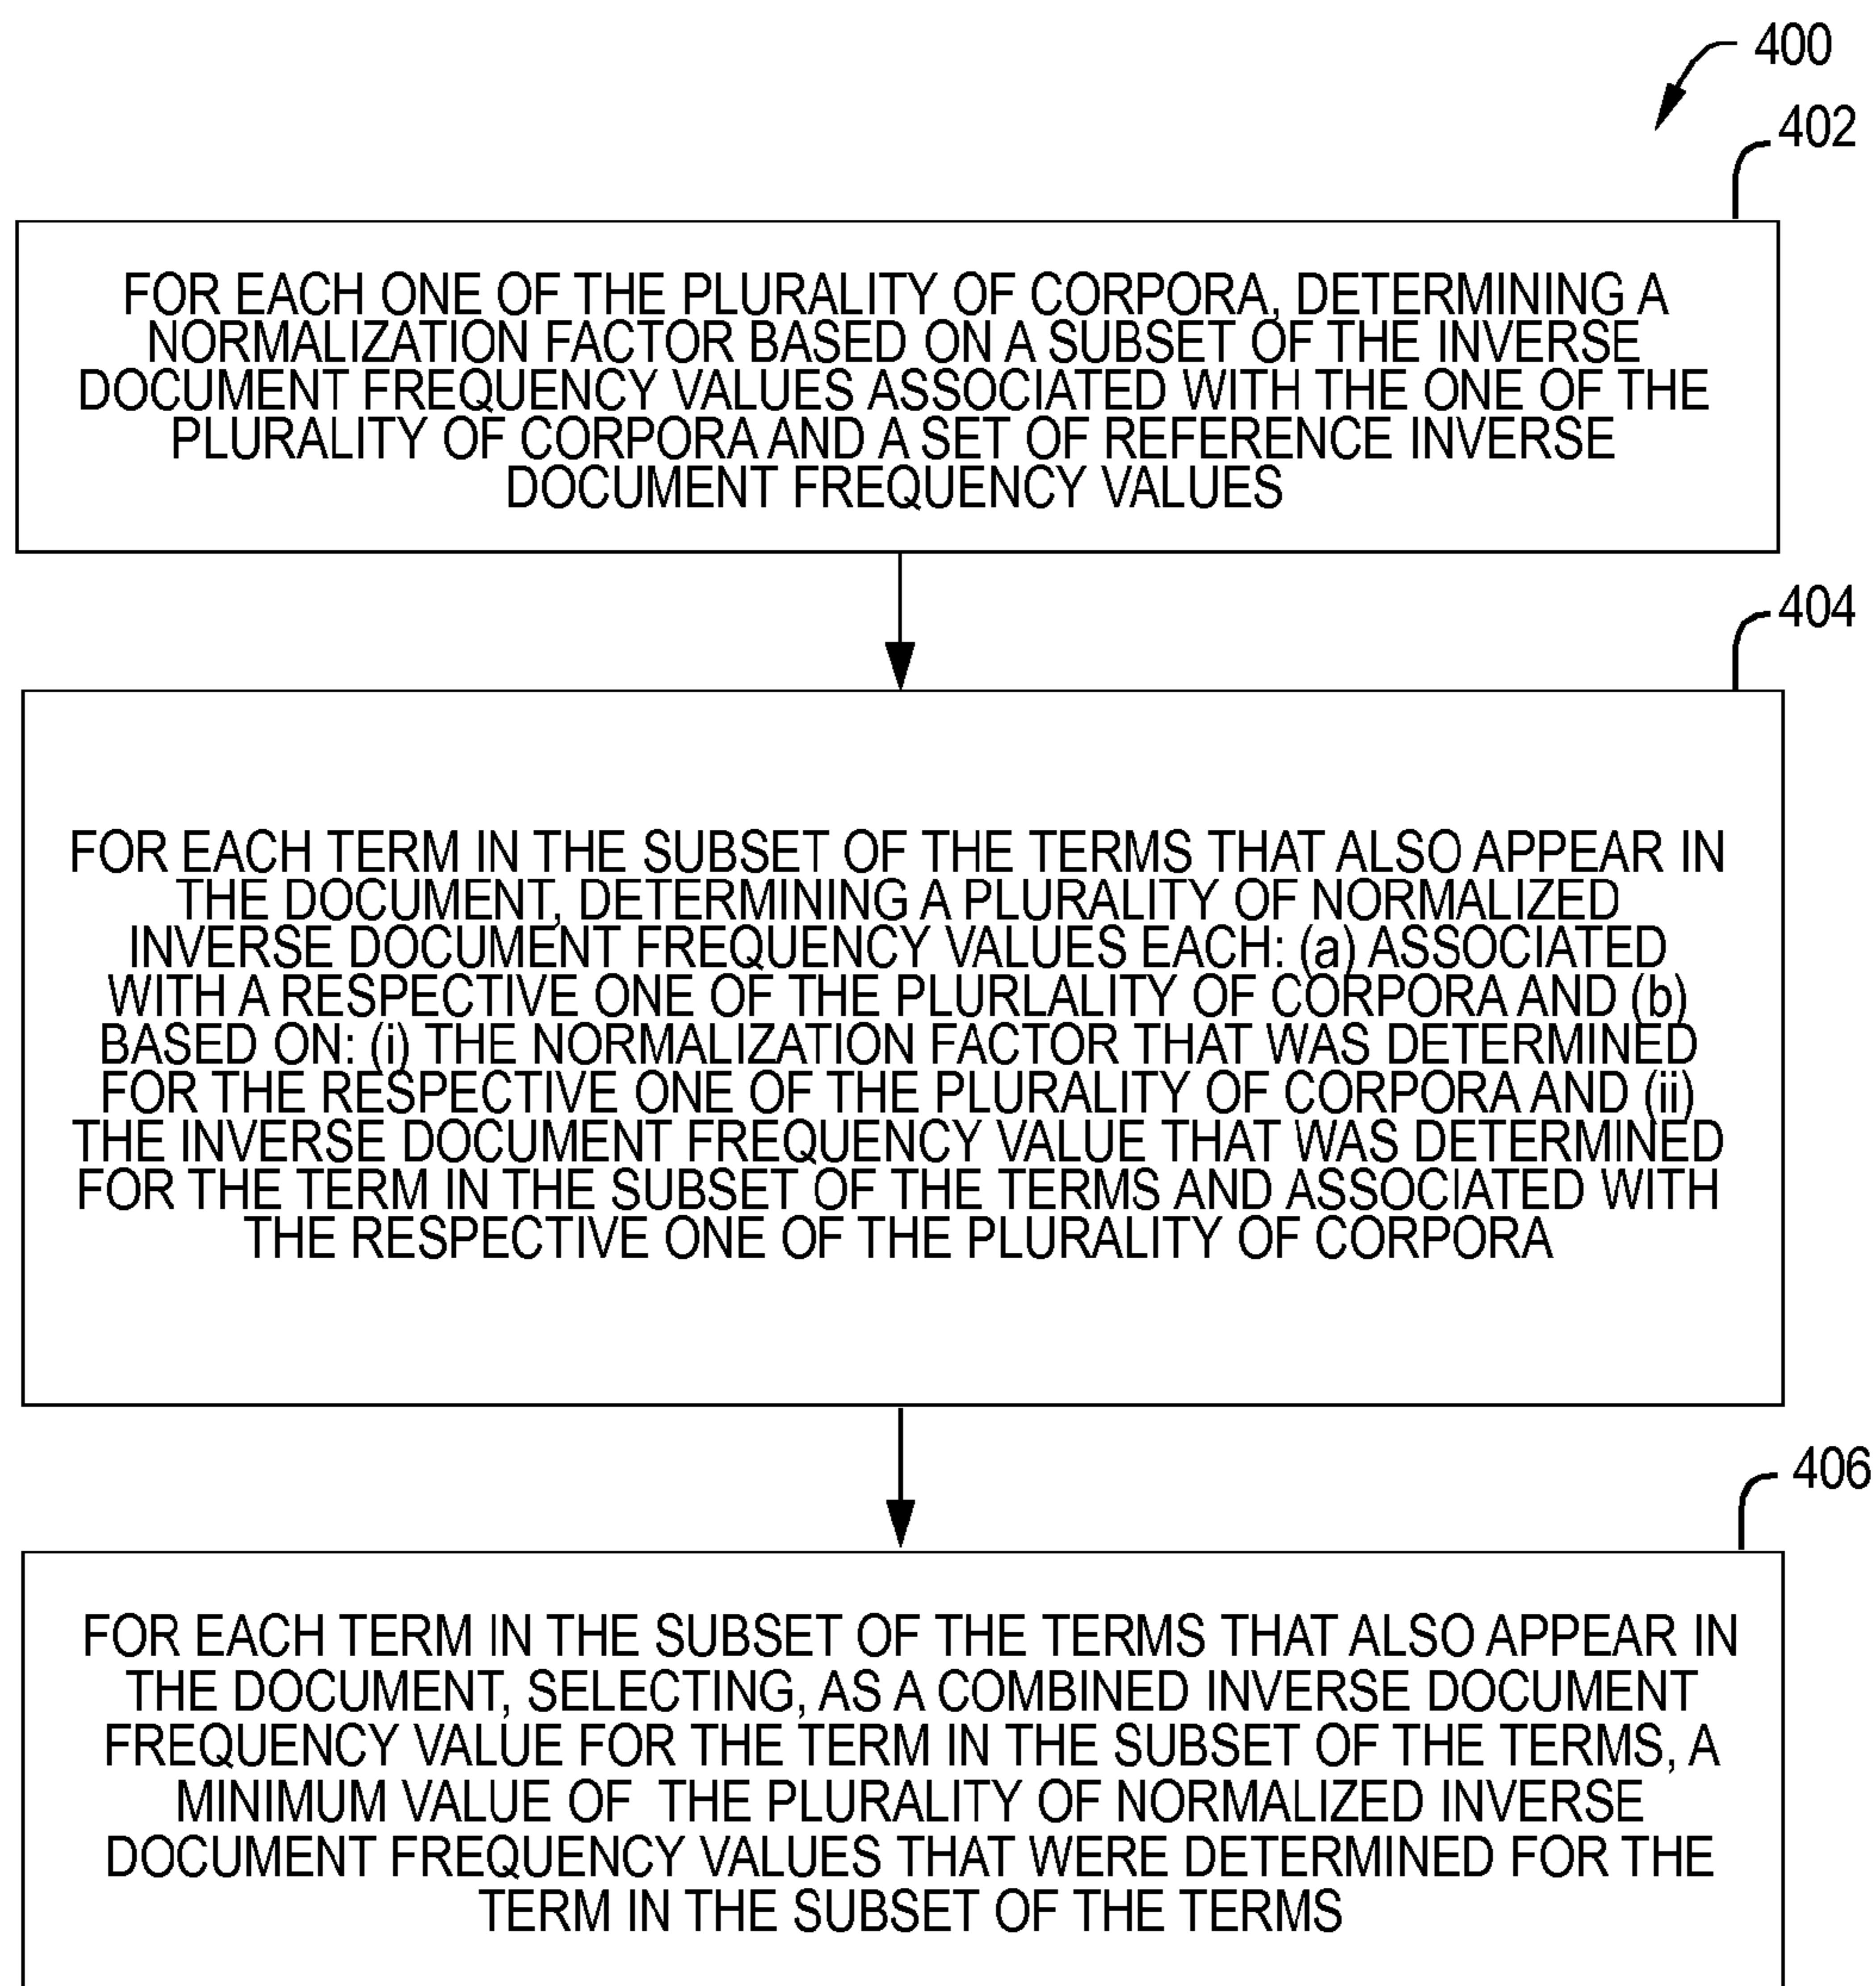 400
402
FOR EACH ONE OF THE PLURALITY OF CORPORA, DETERMINING A
NORMALIZATION FACTOR BASED ON A SUBSET OF THE INVERSE
DOCUMENT FREQUENCY VALUES ASSOCIATED WITH THE ONE OF THE
PLURALITY OF CORPORA AND A SET OF REFERENCE INVERSE
DOCUMENT FREQUENCY VALUES
404
FOR EACH TERM IN THE SUBSET OF THE TERMS THAT ALSO APPEAR IN
THE DOCUMENT, DETERMINING A PLURALITY OF NORMALIZED
INVERSE DOCUMENT FREQUENCY VALUES EACH: (a) ASSOCIATED
WITH A RESPECTIVE ONE OF THE PLURLALITY OF CORPORA AND (b)
BASED ON: (i) THE NORMALIZATION FACTOR THAT WAS DETERMINED
FOR THE RESPECTIVE ONE OF THE PLURALITY OF CORPORA AND (ii)
THE INVERSE DOCUMENT FREQUENCY VALUE THAT WAS DETERMINED
FOR THE TERM IN THE SUBSET OF THE TERMS AND ASSOCIATED WITH
THE RESPECTIVE ONE OF THE PLURALITY OF CORPORA
406
FOR EACH TERM IN THE SUBSET OF THE TERMS THAT ALSO APPEAR IN
THE DOCUMENT, SELECTING, AS A COMBINED INVERSE DOCUMENT
FREQUENCY VALUE FOR THE TERM IN THE SUBSET OF THE TERMS, A
MINIMUM VALUE OF THE PLURALITY OF NORMALIZED INVERSE
DOCUMENT FREQUENCY VALUES THAT WERE DETERMINED FOR THE
TERM IN THE SUBSET OF THE TERMS